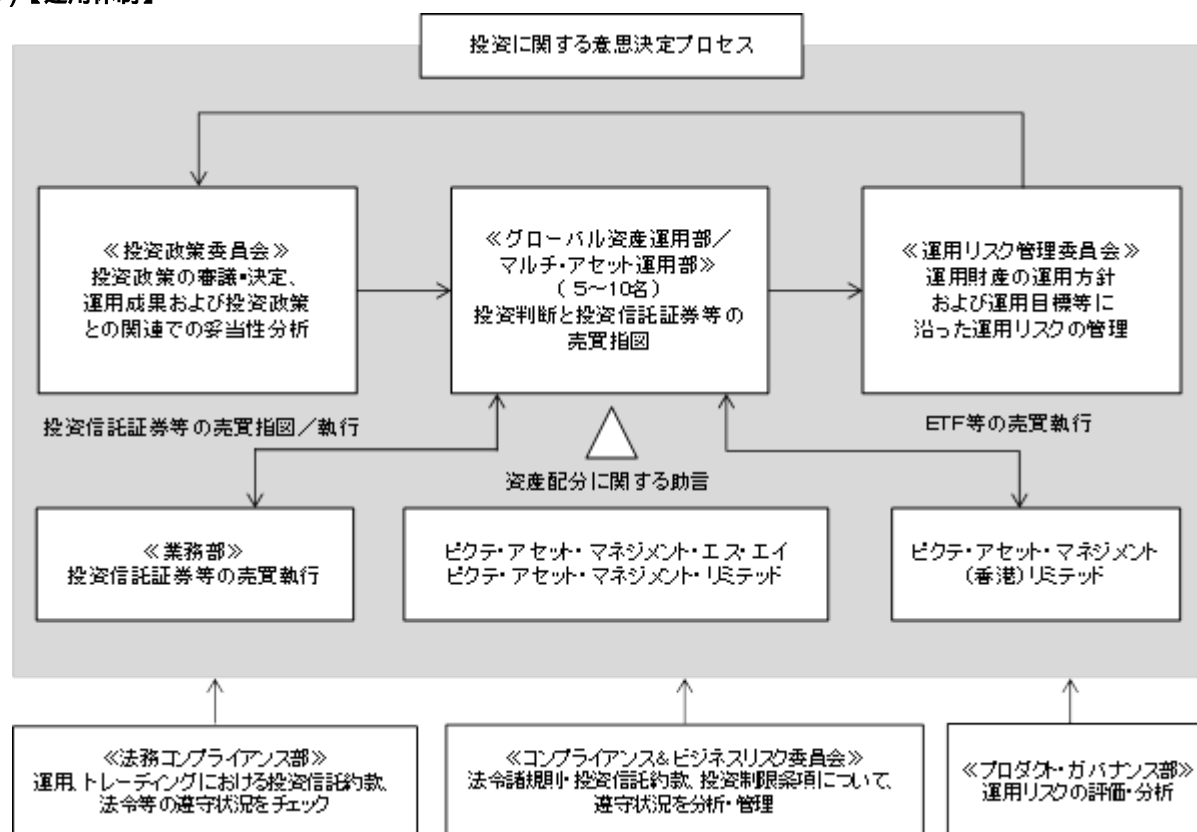 投資に関する意思決定プロセス
≪投資政策委員会≫
投資政策の審議・決定、
運用成果および投資政策
との関連での妥当性分析
≪グローバル資産運用部／
マルチ・アセット運用部≫
（5～10名）
投資判断と投資信託証券等の
売買指図
≪運用リスク管理委員会≫
運用財産の運用方針
および運用目標等に
沿った運用リスクの管理
投資信託証券等の売買指図／執行
ETF等の売買執行
資産配分に関する助言
≪業務部≫
投資信託証券等の売買執行
ピクテ・アセット・マネジメント・エス・エイ
ピクテ・アセット・マネジメント・リミテッド
ピクテ・アセット・マネジメント
（香港）リミテッド
≪法務コンプライアンス部≫
運用、トレーディングにおける投資信託約款、
法令等の遵守状況をチェック
≪コンプライアンス&ビジネスリスク委員会≫
法令諸規則・投資信託約款、投資制限条項について、
遵守状況を分析・管理
≪プロダクト・ガバナンス部≫
運用リスクの評価・分析